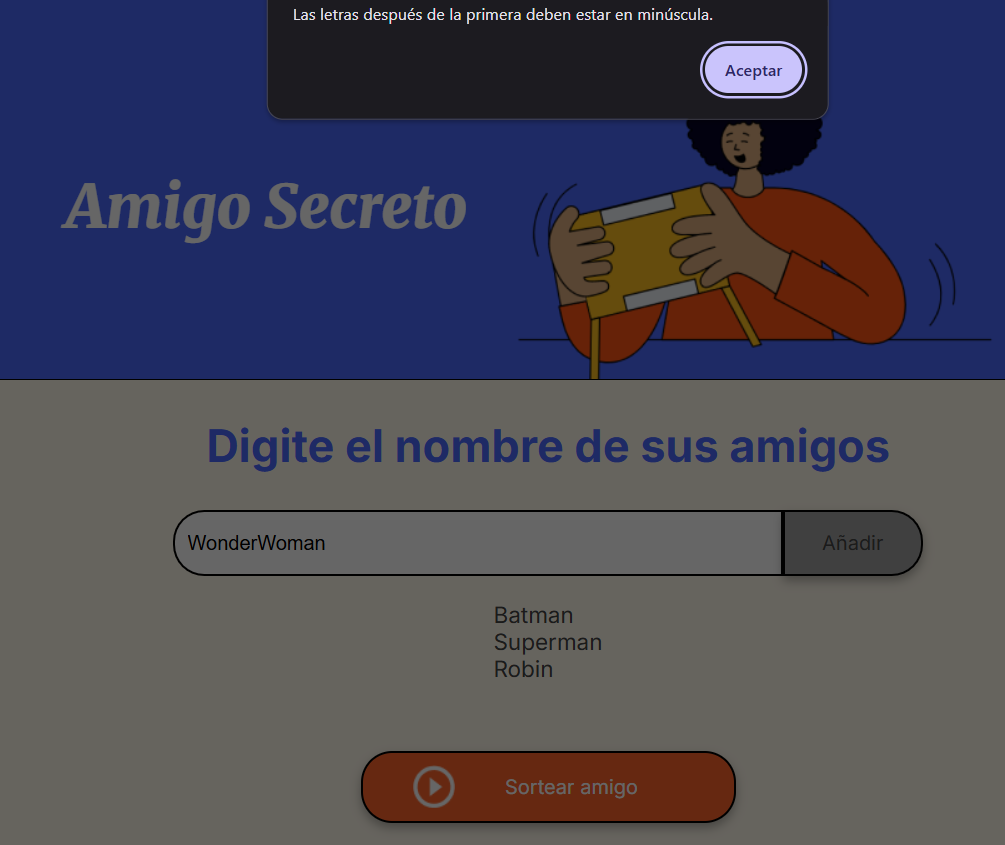 Las letras después de la primera deben estar en minúscula.
Aceptar
Amigo Secreto
Digite el nombre de sus amigos
WonderWoman
Añadir
Batman
Superman
Robin
Sortear amigo